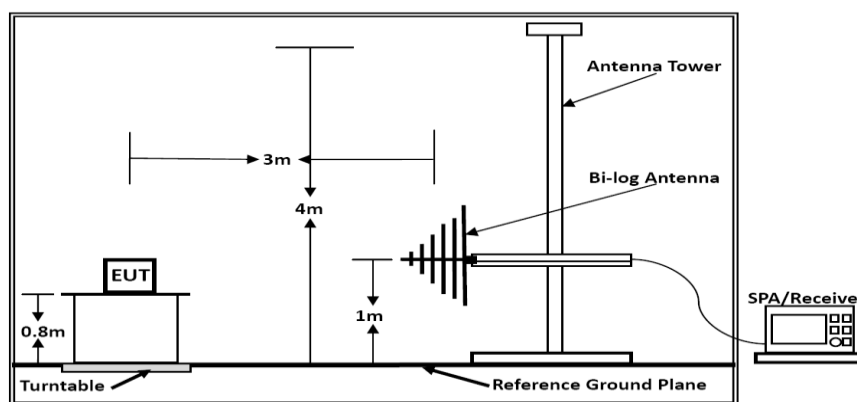 Antenna Tower
3m
Bi-log Antenna
4m
EUT
0.8m
1m
SPA/Receive
Turntable
Reference Ground Plane